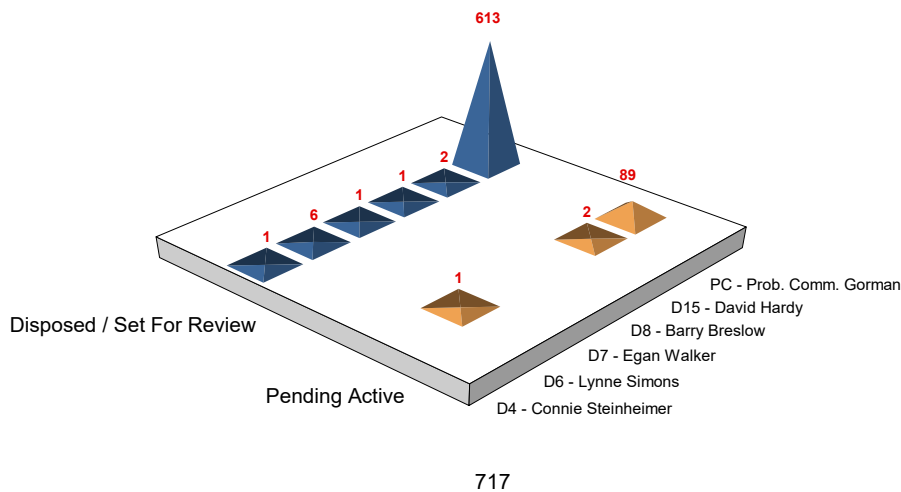 613
2
1
1
6
1
89
2
1
PC - Prob. Comm. Gorman
D15 - David Hardy
D8 - Barry Breslow
D7 - Egan Walker
D6 - Lynne Simons
D4 - Connie Steinheimer
Disposed / Set For Review
Pending Active
717